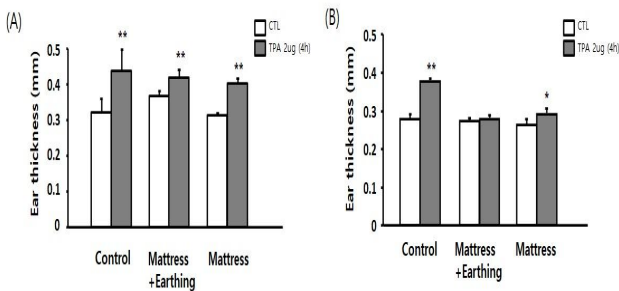 (A)
CTL
TPA 2ug (4h)
Ear thickness (mm)
0.5
0.4
0.3
0.2
0.1
0
**
**
**
Control
Mattress
+Earthing
Mattress
(B)
CTL
TPA 2ug (4h)
Ear thickness (mm)
0.5
0.4
0.3
0.2
0.1
0
**
*
Control
Mattress
+Earthing
Mattress